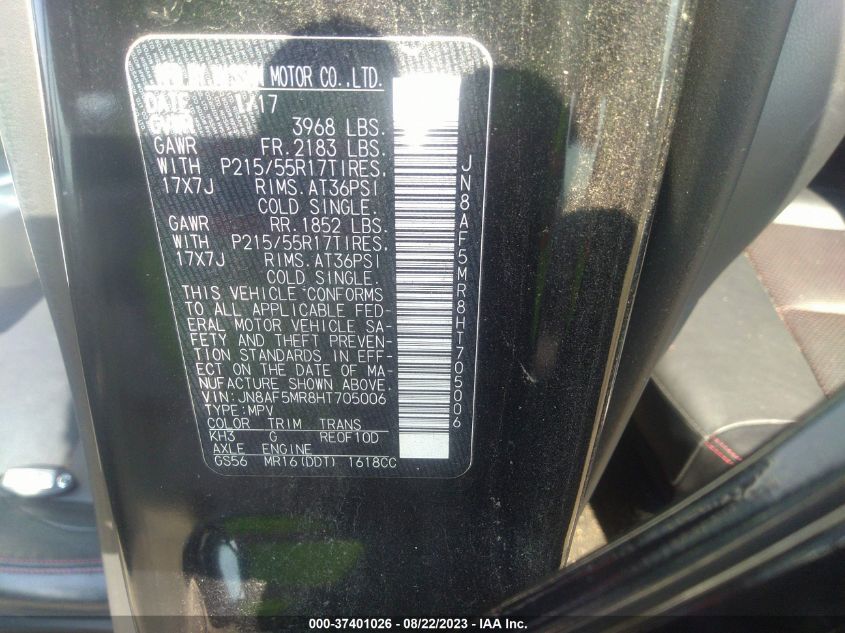 MOTOR CO.,LTD.
DATE 1/17
GVWR 3968 LBS.
GAWR FR.2183 LBS.
WITH P215/55R17TIRES.
17X7J RIMS.AT36PSI
COLD SINGLE.
GAWR RR.1852 LBS.
WITH P215/55R17TIRES.
17X7J RIMS.AT36PSI
COLD SINGLE.
THIS VEHICLE CONFORMS
TO ALL APPLICABLE FED-
ERAL MOTOR VEHICLE SA-
FETY AND THEFT PREVEN-
TION STANDARDS IN EFF-
ECT ON THE DATE OF MA-
NUFACTURE SHOWN ABOVE.
VIN:JN8AF5MR8HT705006
TYPE:MPV
COLOR TRIM TRANS
KH3 G REOF10D
AXLE ENGINE
GS56 MR16(DDT) 1618CC
JN8AF5MR8HT705006
000-37401026 - 08/22/2023 - IAA Inc.